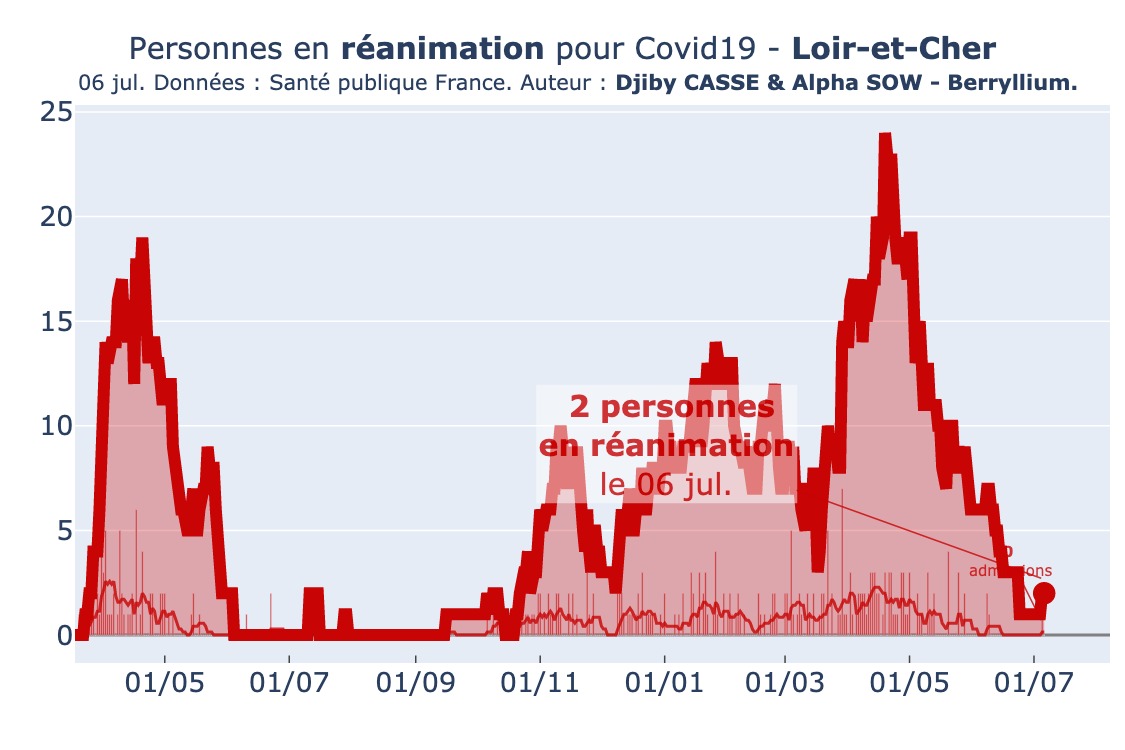 Personnes en réanimation pour Covid19 - Loir-et-Cher
06 jul. Données : Santé publique France. Auteur : Djiby CASSE & Alpha SOW - Berryllium.
25
20
15
10
5
0
2 personnes
en réanimation
le 06 jul.
01/05
01/07
01/09
01/11
01/01
01/03
01/05
01/07